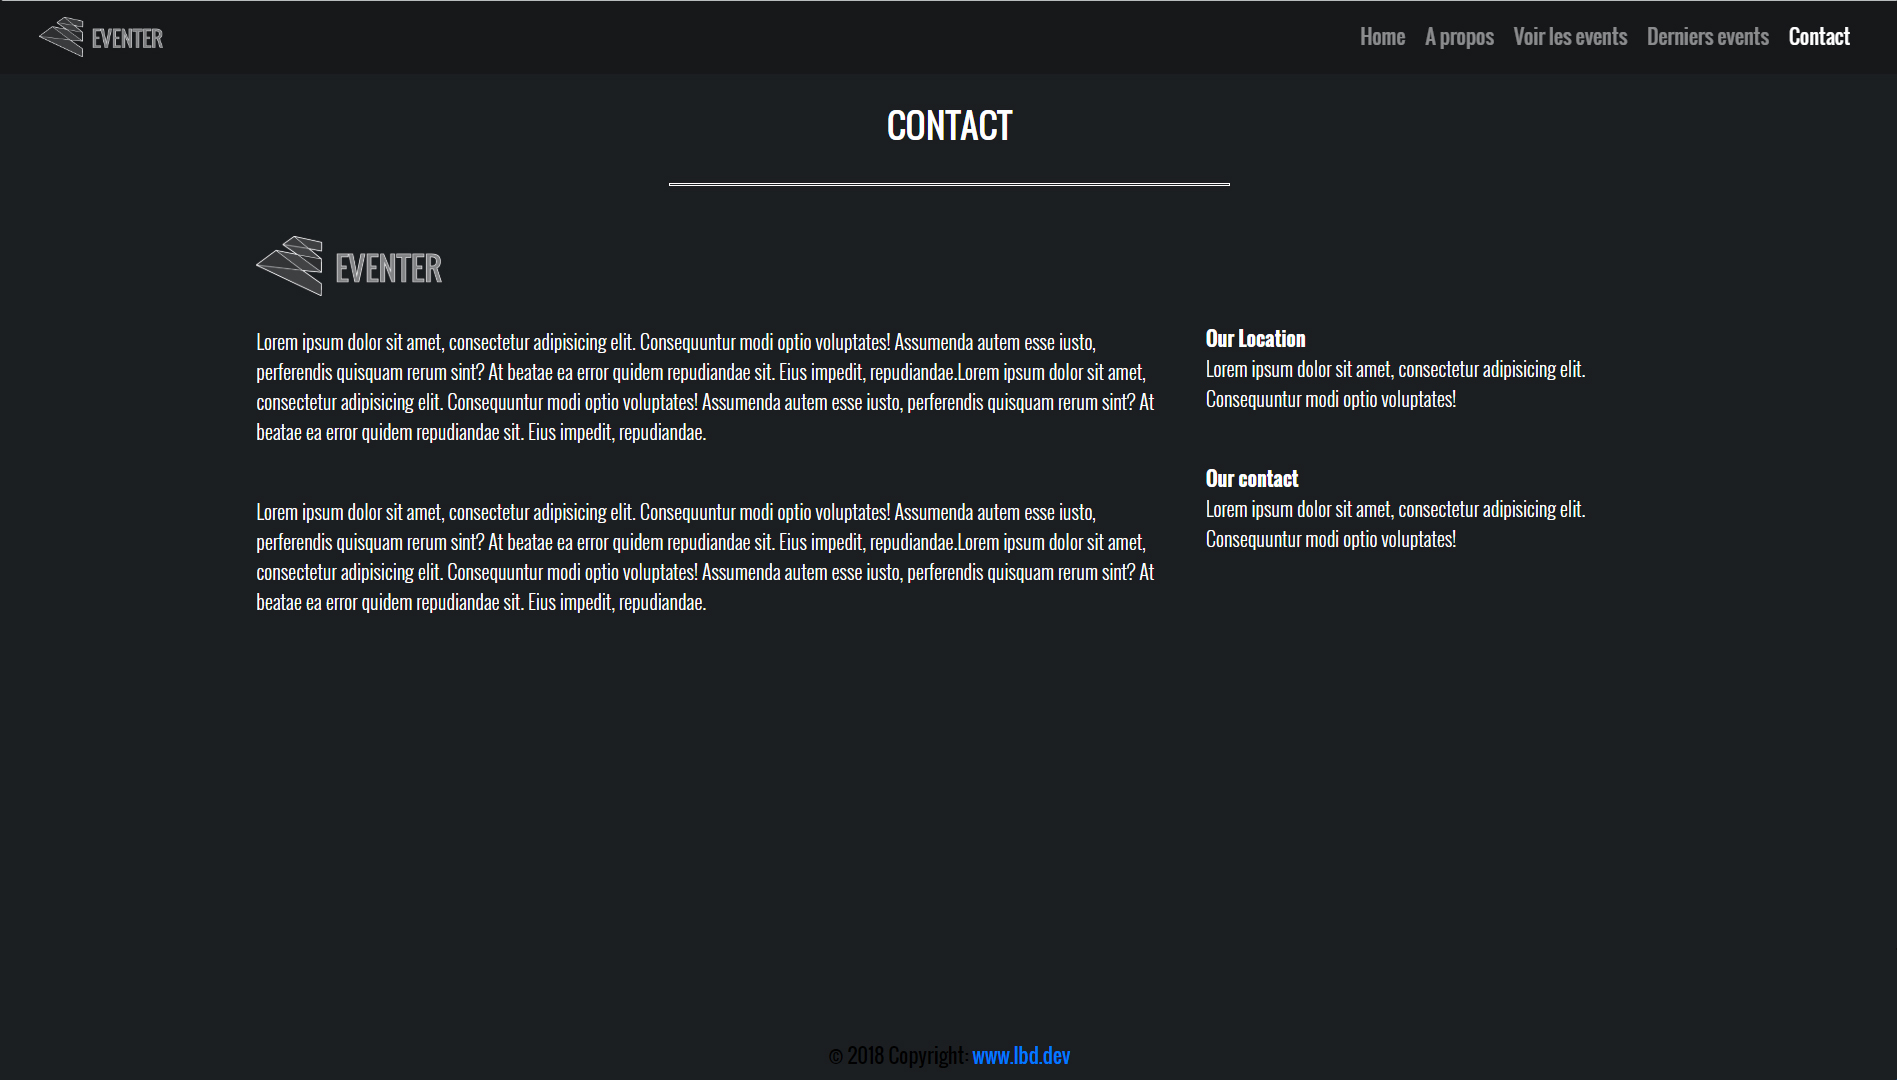 EVENTER
Home A propos Voir les events Derniers events Contact
CONTACT
EVENTER
Lorem ipsum dolor sit amet, consectetur adipisicing elit. Consequuntur modi optio voluptates! Assumenda autem esse iusto,
perferendis quisquam rerum sint? At beatae ea error quidem repudiandae sit. Eius impedit, repudiandae.Lorem ipsum dolor sit amet,
consectetur adipisicing elit. Consequuntur modi optio voluptates! Assumenda autem esse iusto, perferendis quisquam rerum sint? At
beatae ea error quidem repudiandae sit. Eius impedit, repudiandae.
Lorem ipsum dolor sit amet, consectetur adipisicing elit. Consequuntur modi optio voluptates! Assumenda autem esse iusto,
perferendis quisquam rerum sint? At beatae ea error quidem repudiandae sit. Eius impedit, repudiandae.Lorem ipsum dolor sit amet,
consectetur adipisicing elit. Consequuntur modi optio voluptates! Assumenda autem esse iusto, perferendis quisquam rerum sint? At
beatae ea error quidem repudiandae sit. Eius impedit, repudiandae.
Our Location
Lorem ipsum dolor sit amet, consectetur adipisicing elit.
Consequuntur modi optio voluptates!
Our contact
Lorem ipsum dolor sit amet, consectetur adipisicing elit.
Consequuntur modi optio voluptates!
© 2018 Copyright: www.lbd.dev